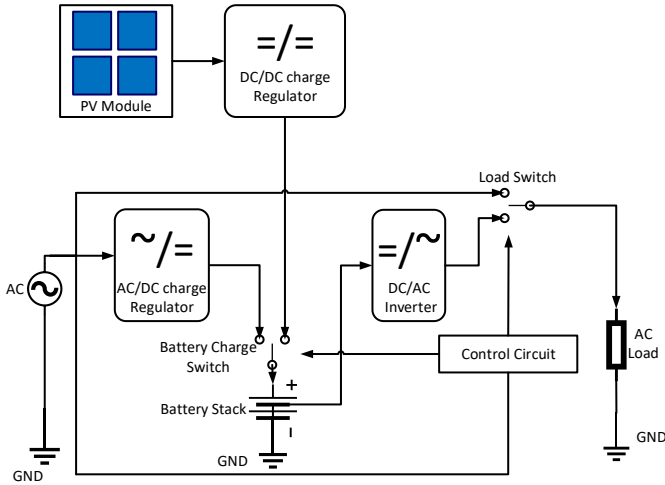 =/=
DC/DC charge
Regulator
PV Module
Load Switch
~/=
AC/DC charge
Regulator
=/~
DC/AC
Inverter
AC
Battery Charge
Switch
Control Circuit
AC
Load
+
Battery Stack
–
GND
GND
GND